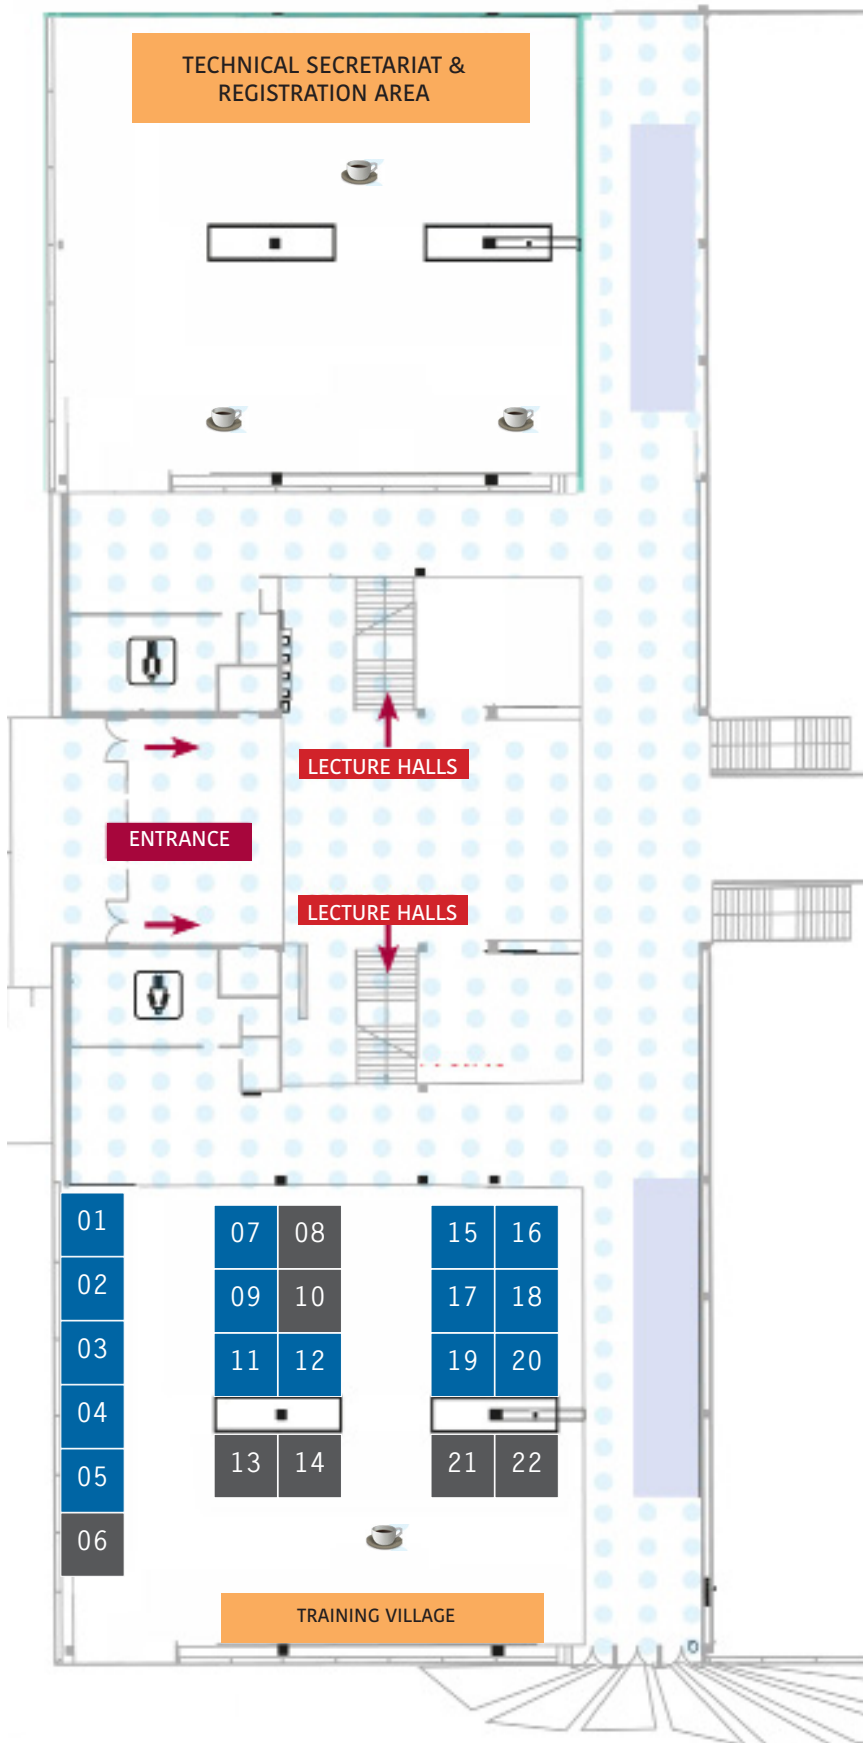 TECHNICAL SECRETARIAT &
REGISTRATION AREA
LECTURE HALLS
ENTRANCE
LECTURE HALLS
01
07 08
15 16
02
09 10
17 18
03
11 12
19 20
04
05
13 14
21 22
06
TRAINING VILLAGE